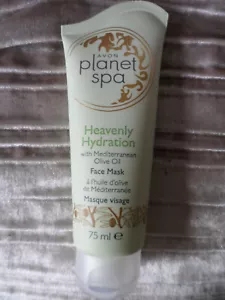 AVON
planet
spa
Heavenly
Hydration
with Mediterranean
Olive Oil
Face Mask
à l'huile d'olive
de Méditerranée
Masque visage
75 ml e